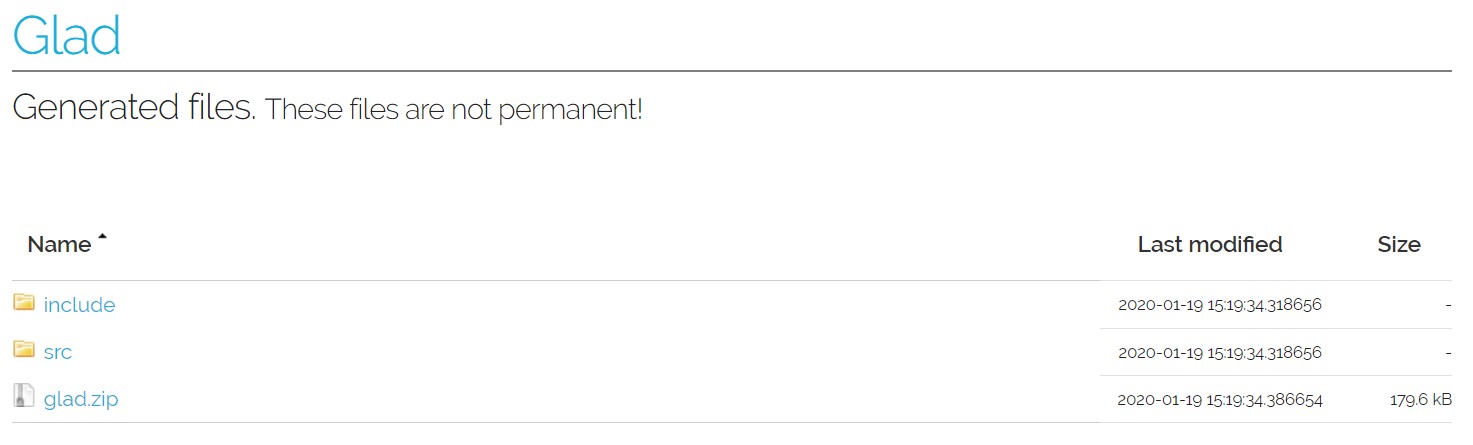 Glad
Generated files. These files are not permanent!
Name Last modified Size
include 2020-01-19 15:19:34.318656 -
src 2020-01-19 15:19:34.318656 -
glad.zip 2020-01-19 15:19:34.386654 179.6 kB